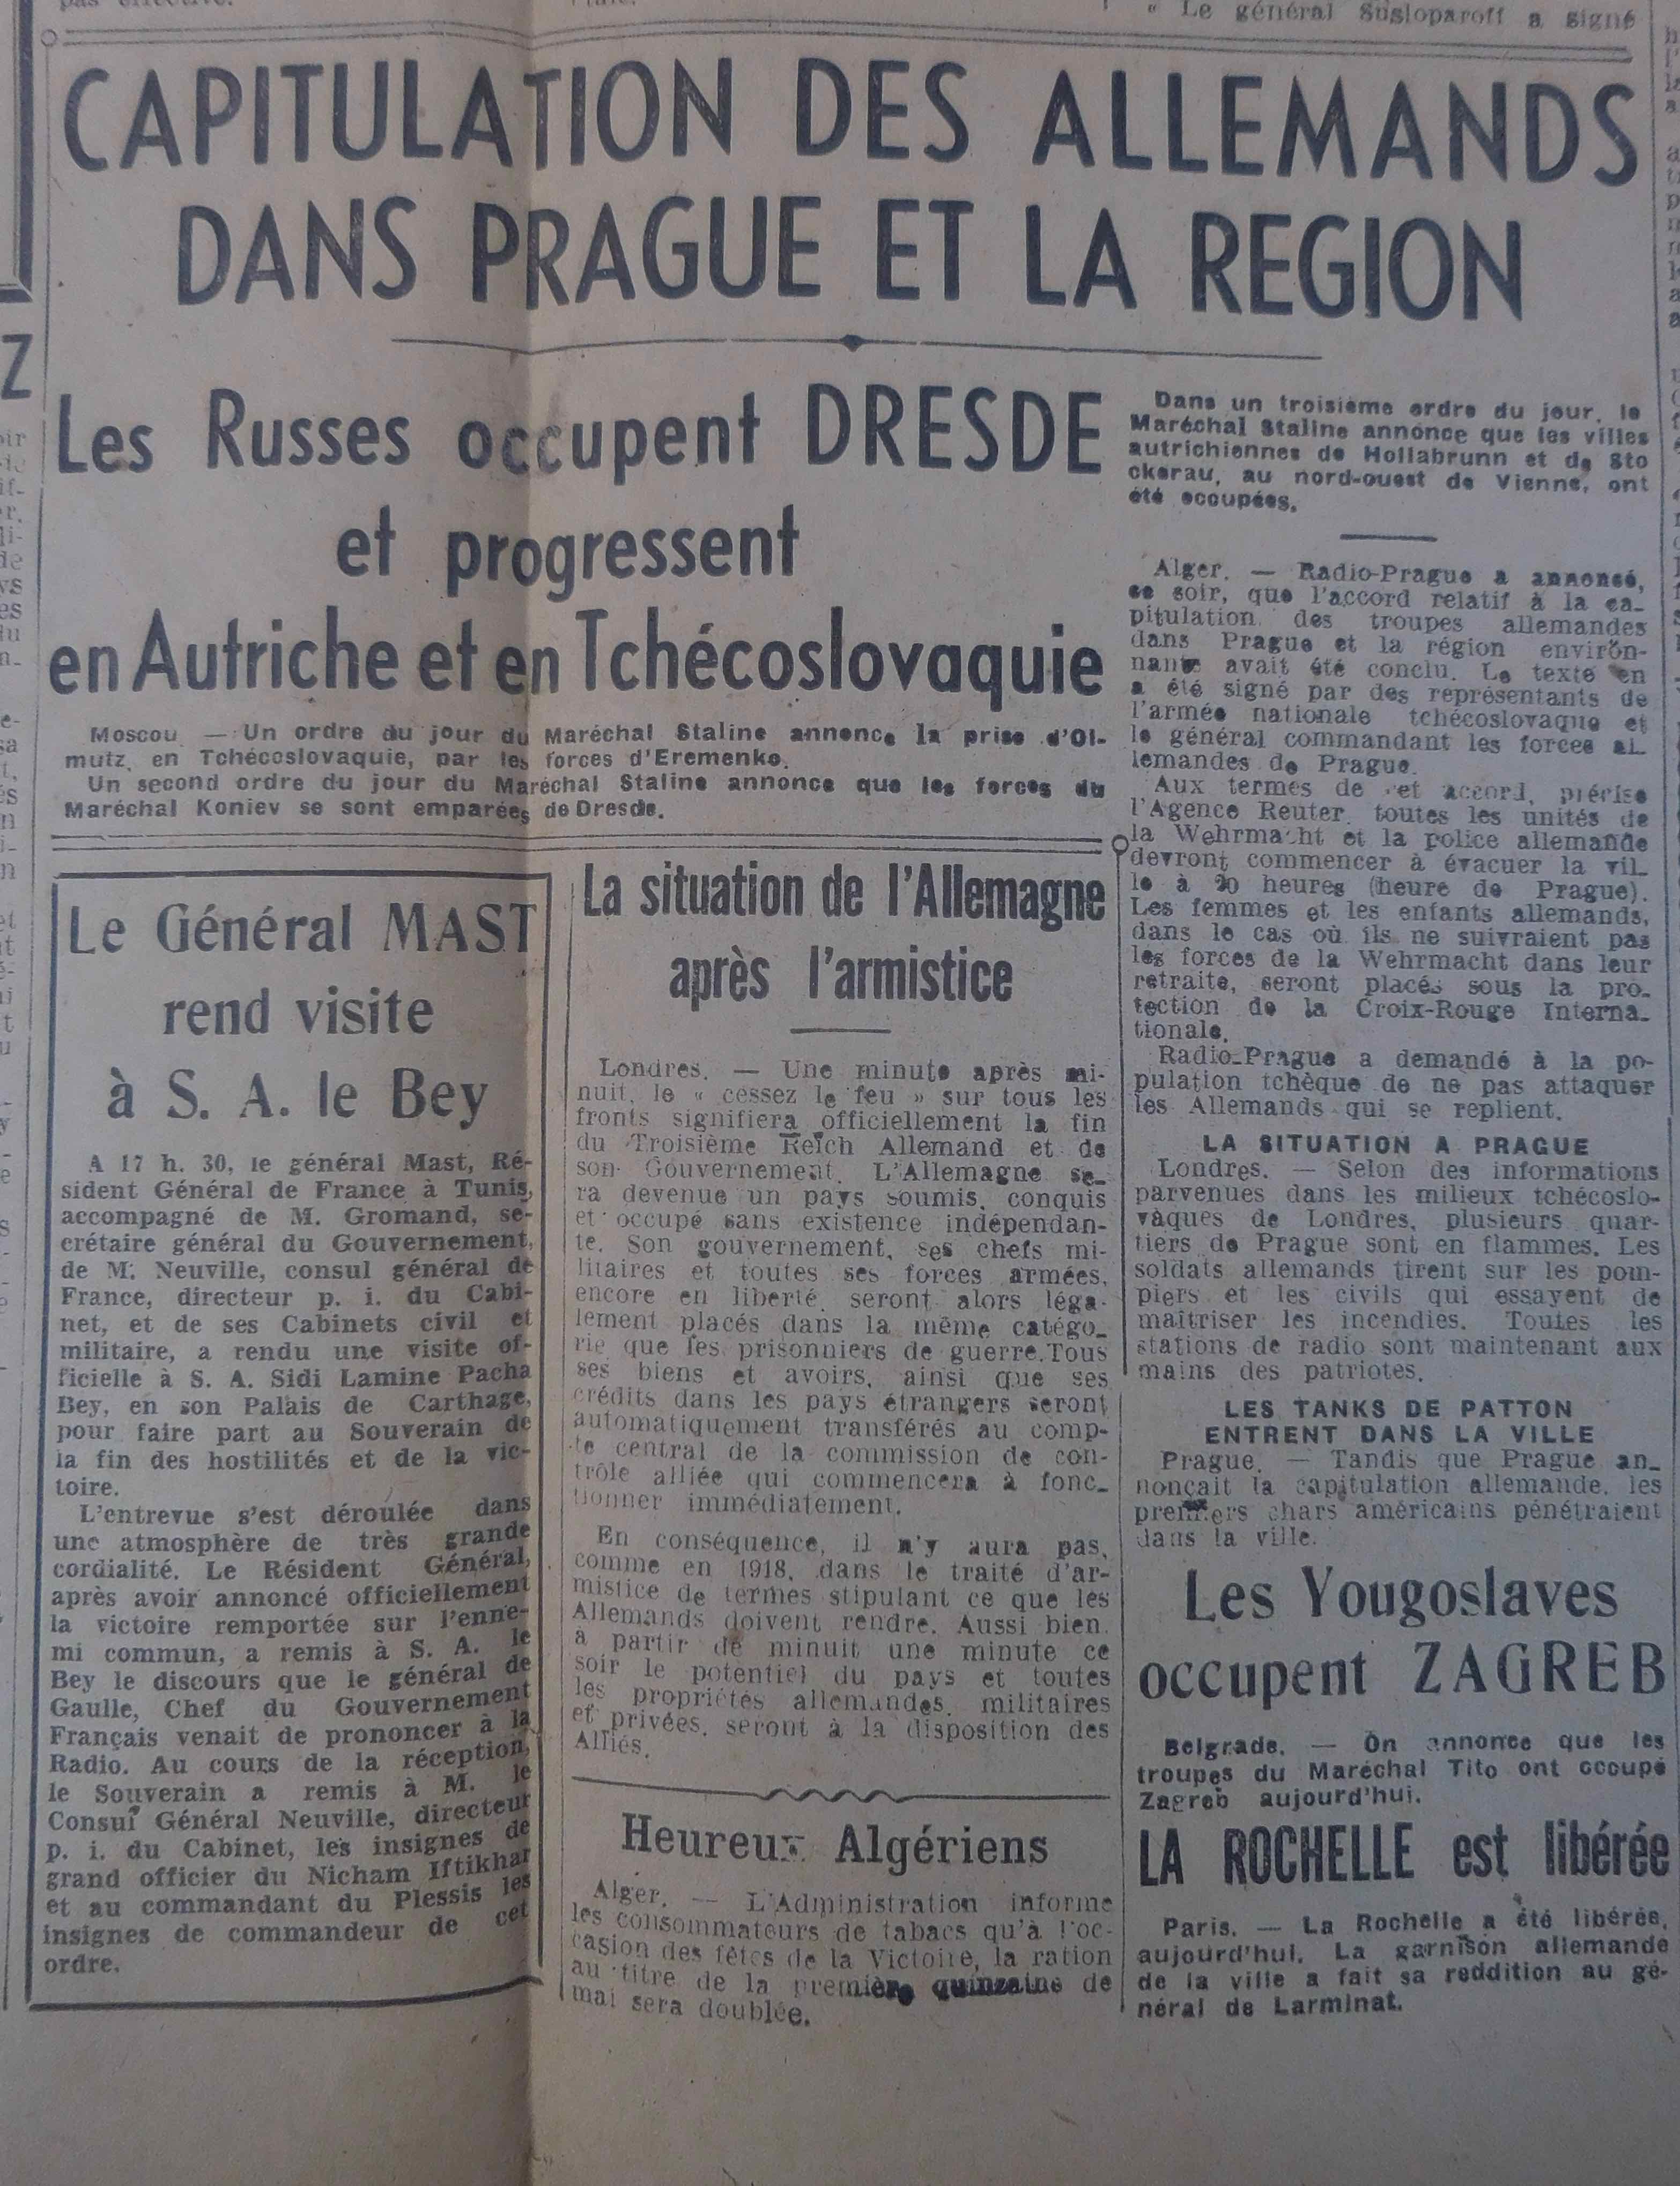 « Le général Susloparoff a signé
CAPITULATION DES ALLEMANDS
DANS PRAGUE ET LA REGION
Les Russes occupent DRESDE
et progressent
en Autriche et en Tchécoslovaquie
Moscou — Un ordre du jour du Maréchal Staline annonce la prise d'Ol-
mutz, en Tchécoslovaquie, par les forces d'Eremenko.
Un second ordre du jour du Maréchal Staline annonce que les forces du
Maréchal Koniev se sont emparées de Dresde.
Dans un troisième ordre du jour, le
Maréchal Staline annonce que les villes
autrichiennes de Hollabrunn et de Sto
ckerau, au nord-ouest de Vienne, ont
été occupées.
Alger. — Radio-Prague a annoncé,
ce soir, que l'accord relatif à la ca-
pitulation des troupes allemandes
dans Prague et la région environ-
nante avait été conclu. Le texte en
a été signé par des représentants de
l'armée nationale tchécoslovaque et
le général commandant les forces al-
lemandes de Prague.
Aux termes de cet accord, précise
l'Agence Reuter, toutes les unités de
la Wehrmacht et la police allemande
devront commencer à évacuer la vil-
le à 20 heures (heure de Prague).
Les femmes et les enfants allemands,
dans le cas où ils ne suivraient pas
les forces de la Wehrmacht dans leur
retraite, seront placés sous la pro-
tection de la Croix-Rouge Interna-
tionale.
Radio-Prague a demandé à la po-
pulation tchèque de ne pas attaquer
les Allemands qui se replient.
LA SITUATION A PRAGUE
Londres. — Selon des informations
parvenues dans les milieux tchécoslo-
vàques de Londres, plusieurs quar-
tiers de Prague sont en flammes. Les
soldats allemands tirent sur les pom-
piers et les civils qui essayent de
maîtriser les incendies. Toutes les
stations de radio sont maintenant aux
mains des patriotes.
LES TANKS DE PATTON
ENTRENT DANS LA VILLE
Prague. — Tandis que Prague an-
nonçait la capitulation allemande, les
premiers chars américains pénétraient
dans la ville.
Les Yougoslaves
occupent ZAGREB
Belgrade. — On annonce que les
troupes du Maréchal Tito ont occupé
Zagreb aujourd'hui.
LA ROCHELLE est libérée
Paris. — La Rochelle a été libérée,
aujourd'hui. La garnison allemande
de la ville a fait sa reddition au gé-
néral de Larminat.
Le Général MAST
rend visite
à S. A. le Bey
A 17 h. 30, le général Mast, Ré-
sident Général de France à Tunis,
accompagné de M. Gromand, se-
crétaire général du Gouvernement,
de M. Neuville, consul général de
France, directeur p. i. du Cabi-
net, et de ses Cabinets civil et
militaire, a rendu une visite of-
ficielle à S. A. Sidi Lamine Pacha
Bey, en son Palais de Carthage,
pour faire part au Souverain de
la fin des hostilités et de la vic-
toire.
L'entrevue s'est déroulée dans
une atmosphère de très grande
cordialité. Le Résident Général,
après avoir annoncé officiellement
la victoire remportée sur l'enne-
mi commun, a remis à S. A. le
Bey le discours que le général de
Gaulle, Chef du Gouvernement
Français venait de prononcer à la
Radio. Au cours de la réception,
le Souverain a remis à M. le
Consul Général Neuville, directeur
p. i. du Cabinet, les insignes de
grand officier du Nicham Iftikhar
et au commandant du Plessis les
insignes de commandeur de cet
ordre.
La situation de l'Allemagne
après l'armistice
Londres. — Une minute après mi-
nuit, le « cessez le feu » sur tous les
fronts signifiera officiellement la fin
du Troisième Reich Allemand et de
son Gouvernement. L'Allemagne se-
ra devenue un pays soumis, conquis
et occupé sans existence indépendan-
te. Son gouvernement, ses chefs mi-
litaires et toutes ses forces armées,
encore en liberté, seront alors léga-
lement placés dans la même catégo-
rie que les prisonniers de guerre. Tous
ses biens et avoirs, ainsi que ses
crédits dans les pays étrangers seront
automatiquement transférés au comp-
te central de la commission de con-
trôle alliée qui commencera à fonc-
tionner immédiatement.
En conséquence, il n'y aura pas,
comme en 1918, dans le traité d'ar-
mistice de termes stipulant ce que les
Allemands doivent rendre. Aussi bien,
à partir de minuit une minute ce
soir le potentiel du pays et toutes
les propriétés allemandes, militaires
et privées, seront à la disposition des
Alliés.
Heureux Algériens
Alger. — L'Administration informe
les consommateurs de tabacs qu'à l'oc-
casion des fêtes de la Victoire, la ration
au titre de la première quinzaine de
mai sera doublée.